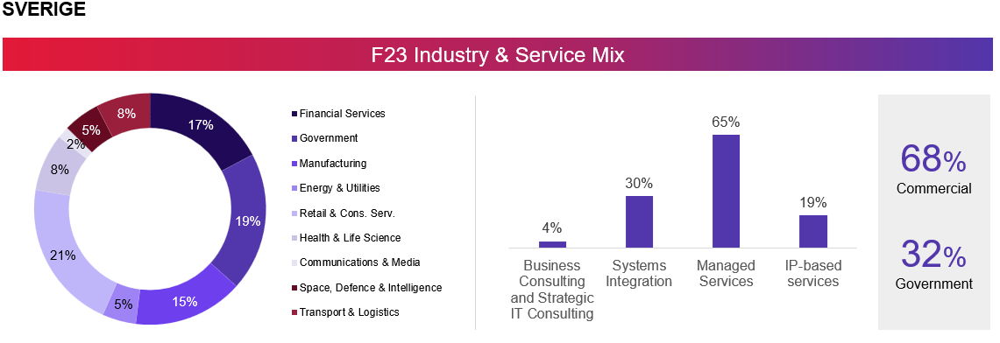 SVERIGE
F23 Industry & Service Mix
8%
17%
5%
2%
8%
19%
21%
5%
15%
Financial Services
Government
Manufacturing
Energy & Utilities
Retail & Cons. Serv.
Health & Life Science
Communications & Media
Space, Defence & Intelligence
Transport & Logistics
65%
30%
19%
4%
Business
Consulting
and Strategic
IT Consulting
Systems
Integration
Managed
Services
IP-based
services
68%
Commercial
32%
Government